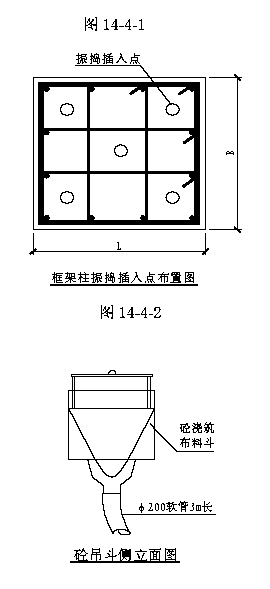 图 14-4-1
振捣插入点
B
L
框架柱振捣插入点布置图
图 14-4-2
砼浇筑
布料斗
φ200软管3m长
砼吊斗侧立面图